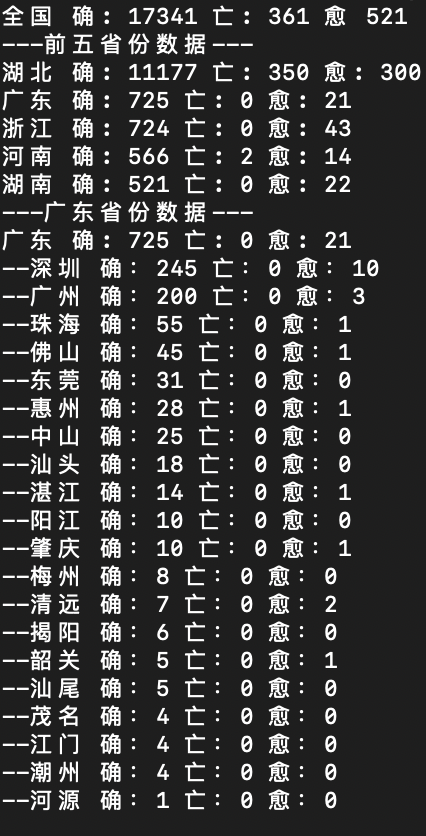 全国 确: 17341 亡: 361 愈 521
---前五省份数据---
湖北 确: 11177 亡: 350 愈: 300
广东 确: 725 亡: 0 愈: 21
浙江 确: 724 亡: 0 愈: 43
河南 确: 566 亡: 2 愈: 14
湖南 确: 521 亡: 0 愈: 22
---广东省份数据---
广东 确: 725 亡: 0 愈: 21
--深圳 确: 245 亡: 0 愈: 10
--广州 确: 200 亡: 0 愈: 3
--珠海 确: 55 亡: 0 愈: 1
--佛山 确: 45 亡: 0 愈: 1
--东莞 确: 31 亡: 0 愈: 0
--惠州 确: 28 亡: 0 愈: 1
--中山 确: 25 亡: 0 愈: 0
--汕头 确: 18 亡: 0 愈: 0
--湛江 确: 14 亡: 0 愈: 1
--阳江 确: 10 亡: 0 愈: 0
--肇庆 确: 10 亡: 0 愈: 1
--梅州 确: 8 亡: 0 愈: 0
--清远 确: 7 亡: 0 愈: 2
--揭阳 确: 6 亡: 0 愈: 0
--韶关 确: 5 亡: 0 愈: 1
--汕尾 确: 5 亡: 0 愈: 0
--茂名 确: 4 亡: 0 愈: 0
--江门 确: 4 亡: 0 愈: 0
--潮州 确: 4 亡: 0 愈: 0
--河源 确: 1 亡: 0 愈: 0